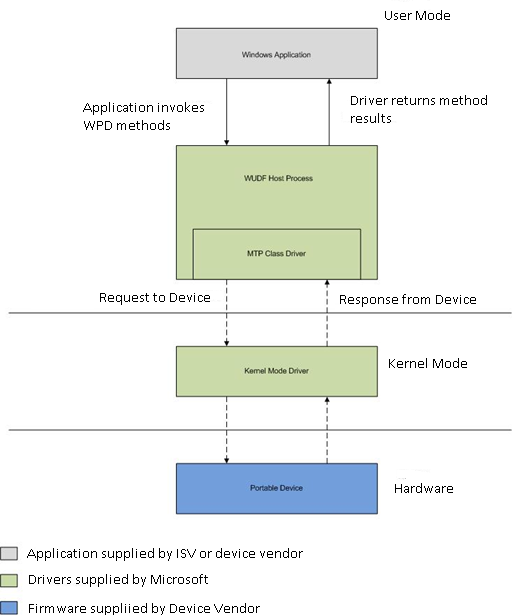 User Mode
Windows Application
Application invokes
WPD methods
Driver returns method
results
WUDF Host Process
MTP Class Driver
Request to Device
Response from Device
Kernel Mode Driver
Kernel Mode
Portable Device
Hardware
Application supplied by ISV or device vendor
Drivers supplied by Microsoft
Firmware suppliied by Device Vendor